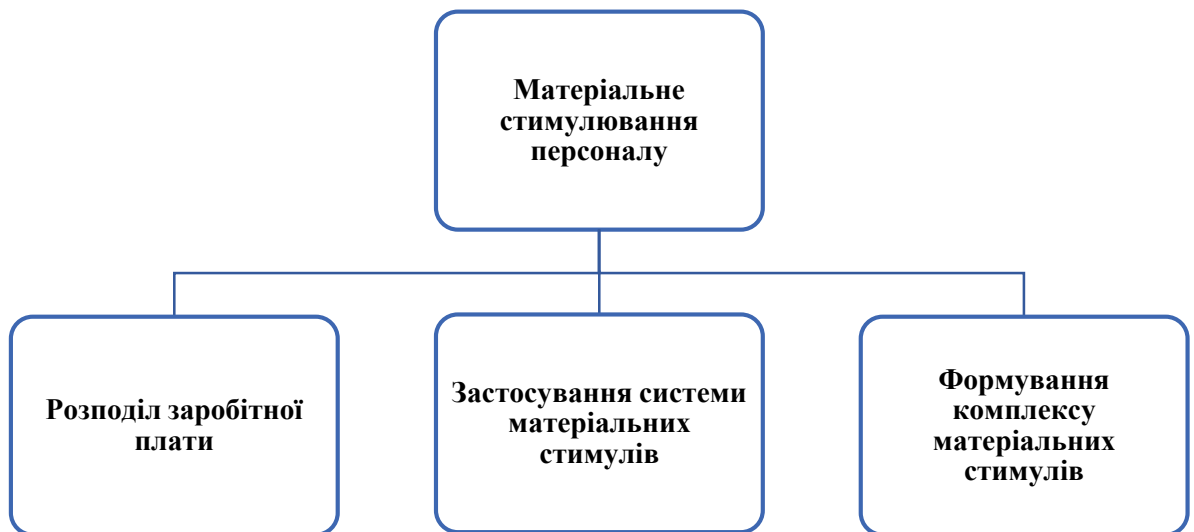 Матеріальне
стимулювання
персоналу
Розподіл заробітної
плати
Застосування системи
матеріальних
стимулів
Формування
комплексу
матеріальних
стимулів